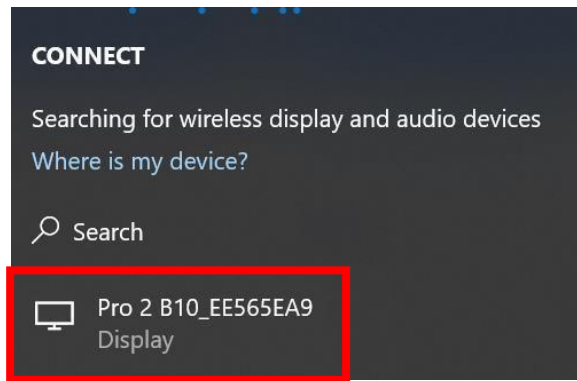 CONNECT
Searching for wireless display and audio devices
Where is my device?
Search
Pro 2 B10_EE565EA9
Display